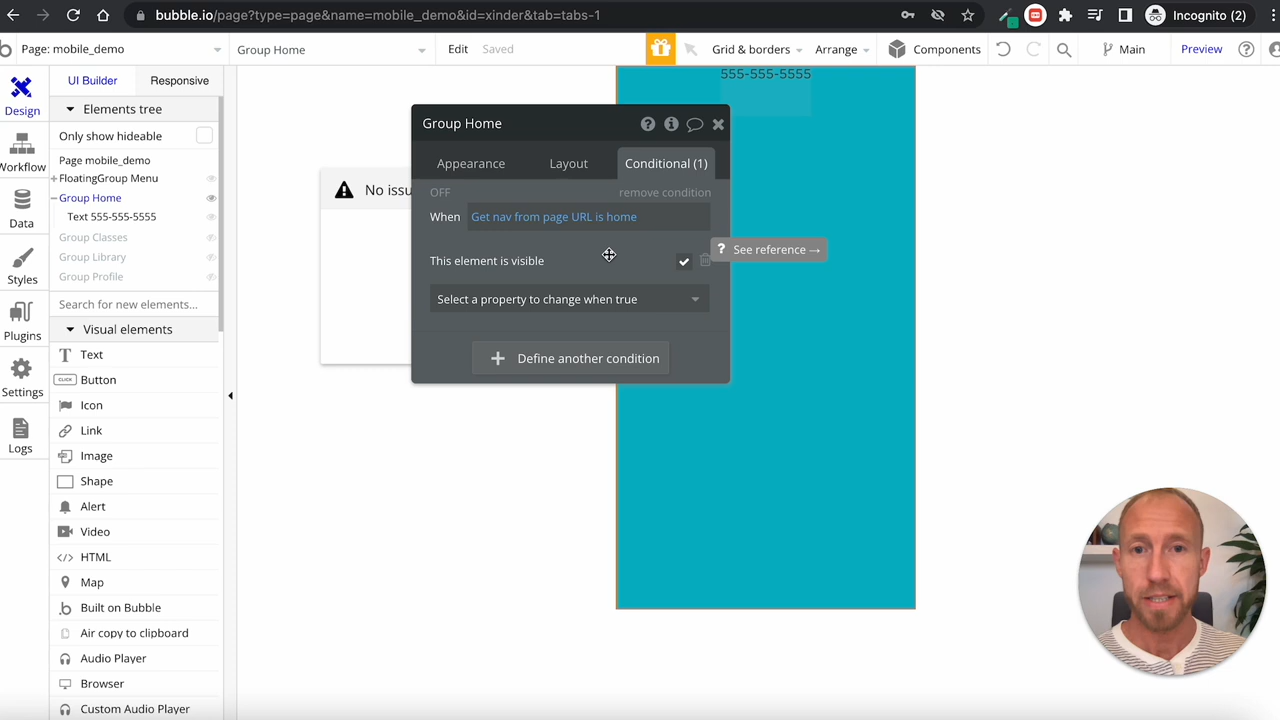 bubble.io/page?type=page&name=mobile_demo&id=xinder&tab=tabs-1
Incognito (2)
Page: mobile_demo
Group Home
Edit
Saved
Grid & borders
Arrange
Components
Main
Preview
Design
Workflow
Data
Styles
Plugins
Settings
Logs
UI Builder
Responsive
Elements tree
Only show hideable
Page mobile_demo
FloatingGroup Menu
Group Home
Text 555-555-5555
Group Classes
Group Library
Group Profile
Search for new elements...
Visual elements
Text
CLICK Button
Icon
Link
Image
Shape
Alert
Video
HTML
Map
Built on Bubble
Air copy to clipboard
Audio Player
Browser
Custom Audio Player
No issu
555-555-5555
Group Home
Appearance
Layout
Conditional (1)
OFF
remove condition
When
Get nav from page URL is home
? See reference →
This element is visible
Select a property to change when true
Define another condition